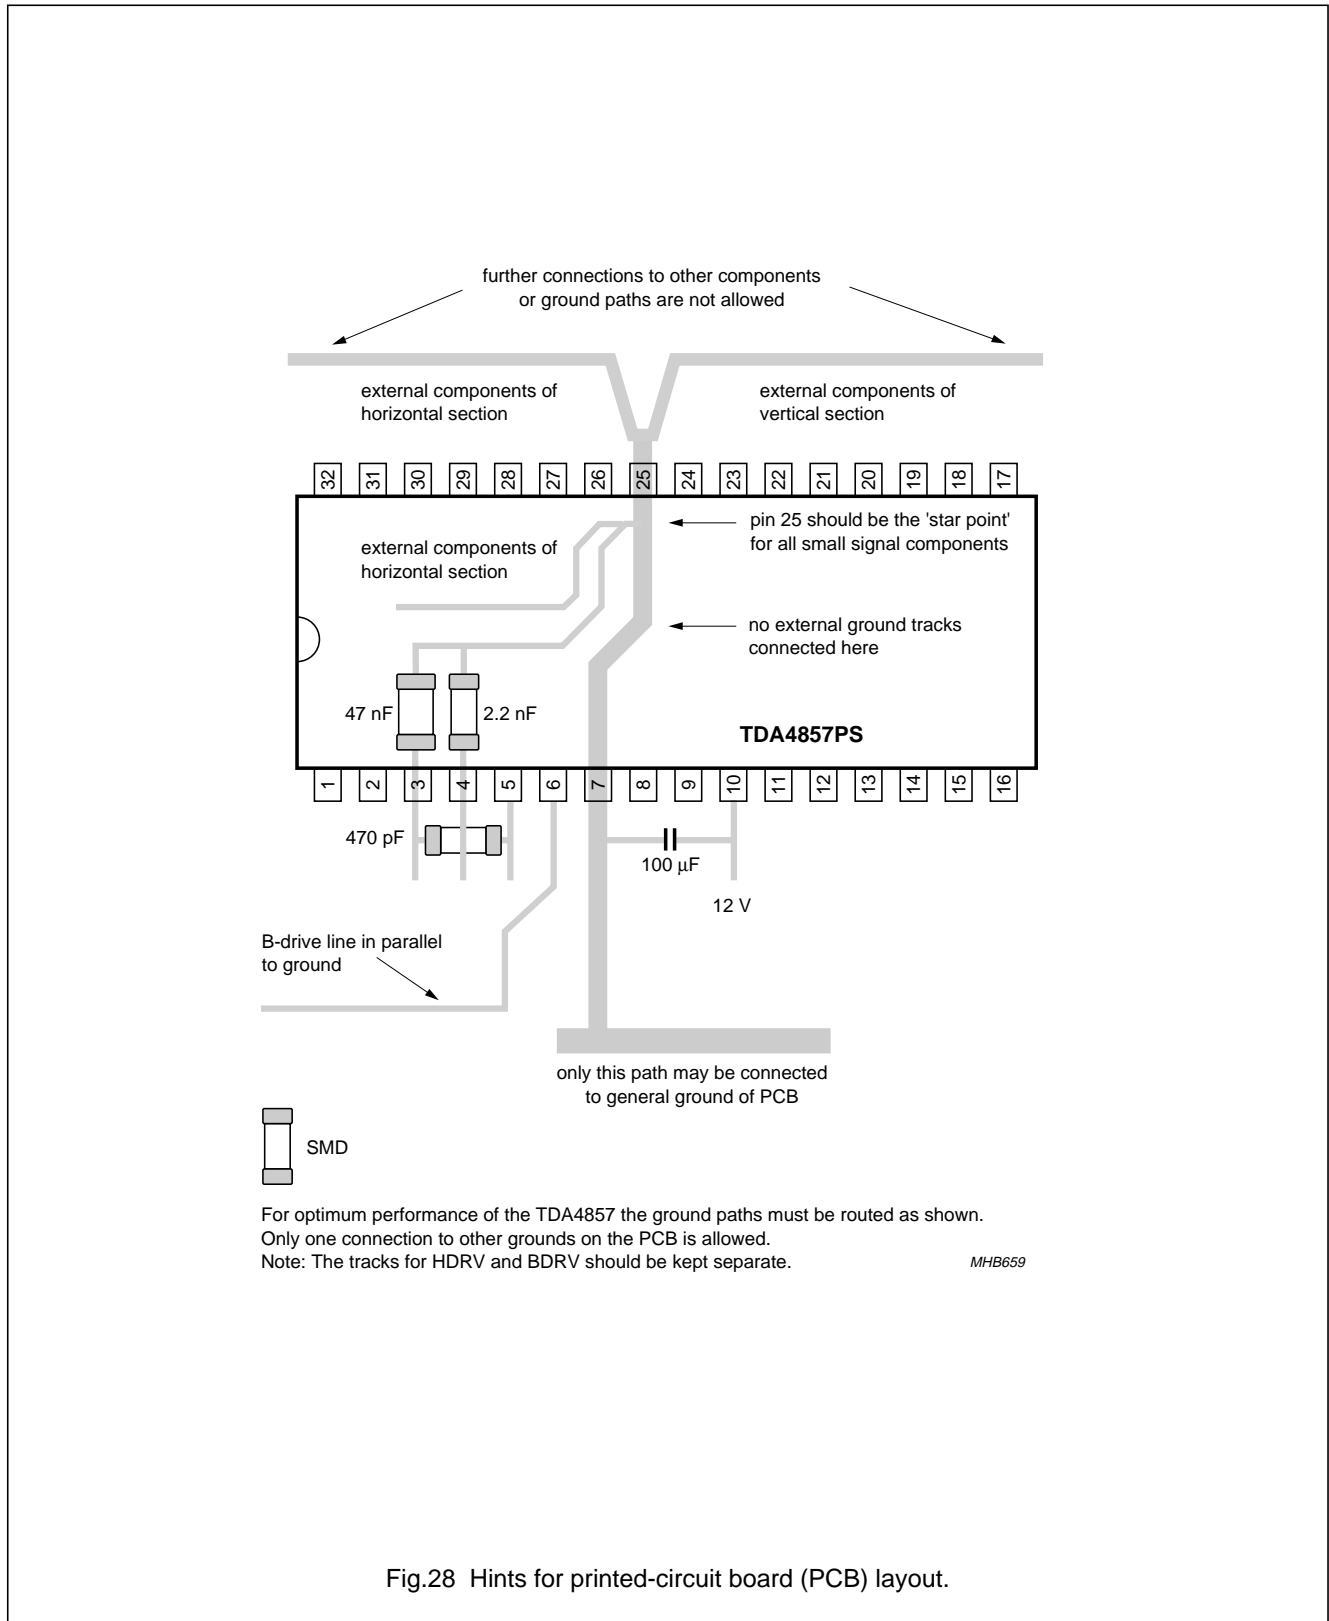 further connections to other components
or ground paths are not allowed
external components of
horizontal section
external components of
vertical section
32 31 30 29 28 27 26 25 24 23 22 21 20 19 18 17
pin 25 should be the 'star point'
for all small signal components
external components of
horizontal section
no external ground tracks
connected here
47 nF
2.2 nF
TDA4857PS
1 2 3 4 5 6 7 8 9 10 11 12 13 14 15 16
470 pF
100 μF
12 V
B-drive line in parallel
to ground
only this path may be connected
to general ground of PCB
SMD
For optimum performance of the TDA4857 the ground paths must be routed as shown.
Only one connection to other grounds on the PCB is allowed.
Note: The tracks for HDRV and BDRV should be kept separate.
MHB659
Fig.28 Hints for printed-circuit board (PCB) layout.